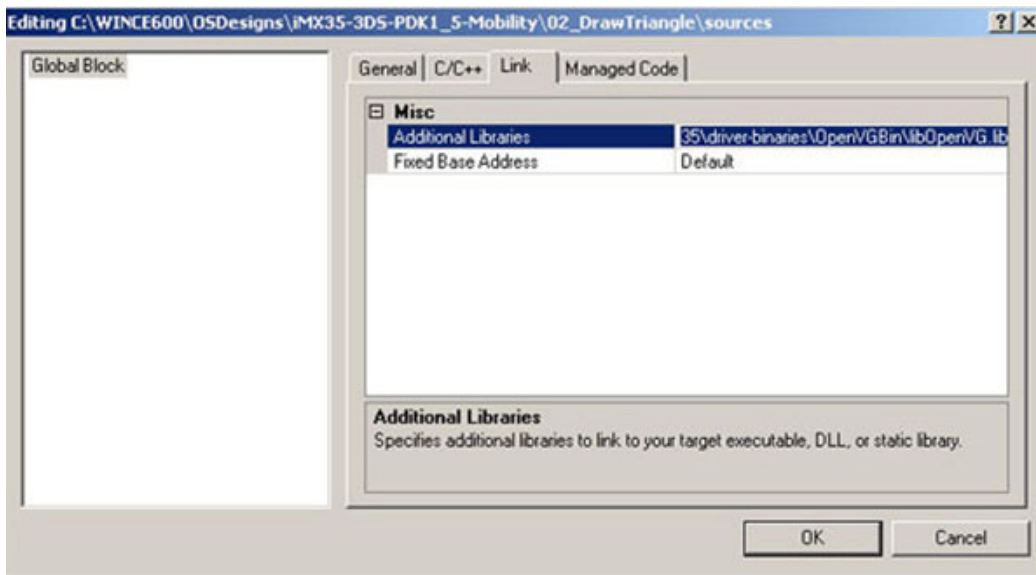 Editing C:\WINCE600\OSDesigns\iMX35-3DS-PDK1_5-Mobility\02_DrawTriangle\sources
Global Block
General C/C++ Link Managed Code
Misc
Additional Libraries 35\driver-binaries\OpenVGBin\libOpenVG.lib
Fixed Base Address Default
Additional Libraries
Specifies additional libraries to link to your target executable, DLL, or static library.
OK Cancel